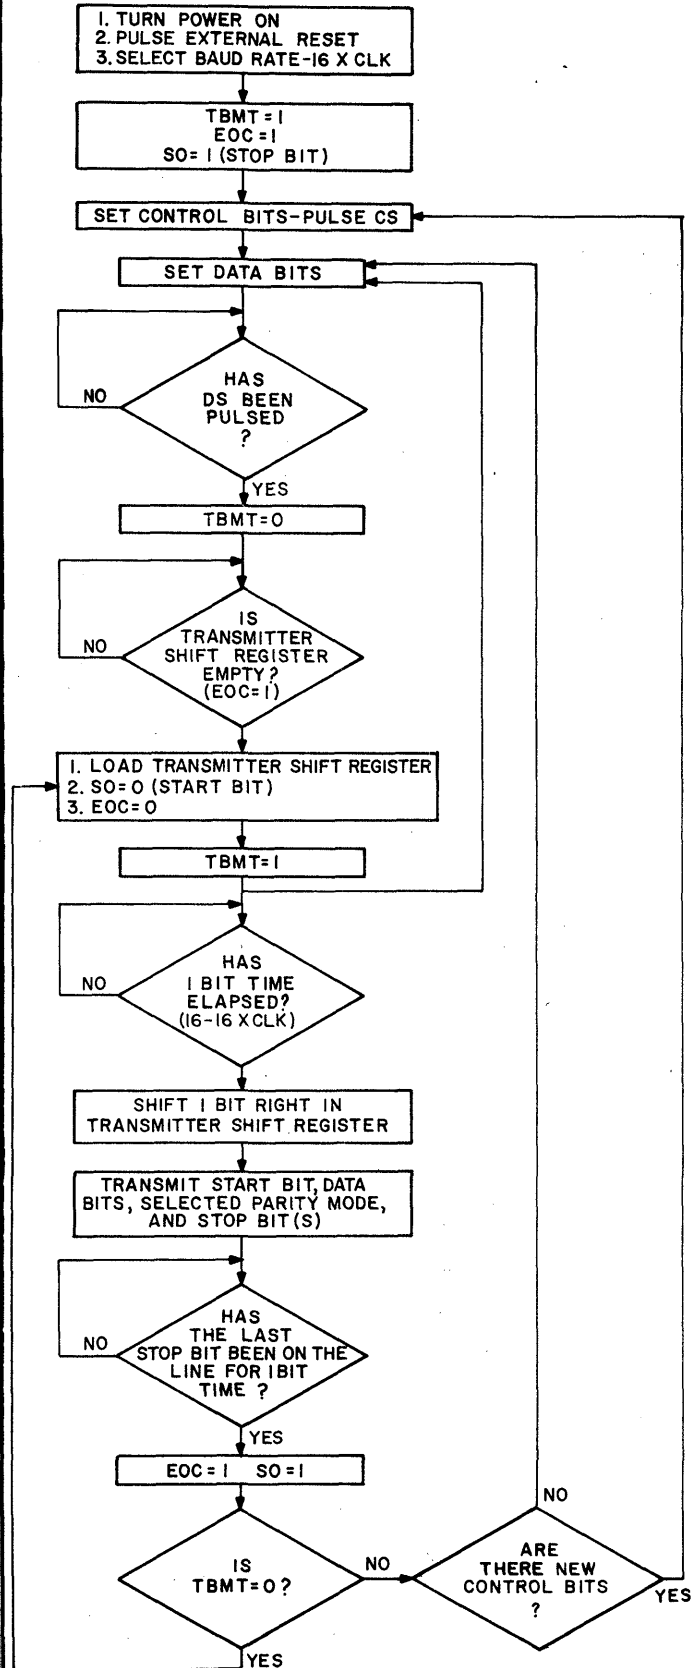 1. TURN POWER ON
2. PULSE EXTERNAL RESET
3. SELECT BAUD RATE-16 X CLK
TBMT=1
EOC=1
SO=1 (STOP BIT)
SET CONTROL BITS-PULSE CS
SET DATA BITS
HAS
DS BEEN
PULSED
?
NO
YES
TBMT=0
IS
TRANSMITTER
SHIFT REGISTER
EMPTY?
(EOC=1)
NO
1. LOAD TRANSMITTER SHIFT REGISTER
2. SO=0 (START BIT)
3. EOC=0
TBMT=1
HAS
1 BIT TIME
ELAPSED?
(16-16 X CLK)
NO
SHIFT 1 BIT RIGHT IN
TRANSMITTER SHIFT REGISTER
TRANSMIT START BIT, DATA
BITS, SELECTED PARITY MODE,
AND STOP BIT(S)
HAS
THE LAST
STOP BIT BEEN ON THE
LINE FOR 1 BIT
TIME ?
NO
YES
EOC=1 SO=1
IS
TBMT=0?
NO
YES
ARE
THERE NEW
CONTROL BITS
?
NO
YES